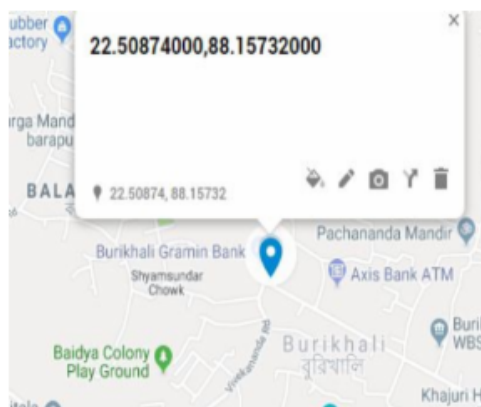 ubber
actory
×
22.50874000,88.15732000
rga Mand
barapu
BALA
22.50874, 88.15732
Burikhali Gramin Bank
Pachananda Mandir
Shyamsundar
Chowk
Axis Bank ATM
Burikhali
বুরিখালি
Buri
WBS
Baidya Colony
Play Ground
Khajuri H